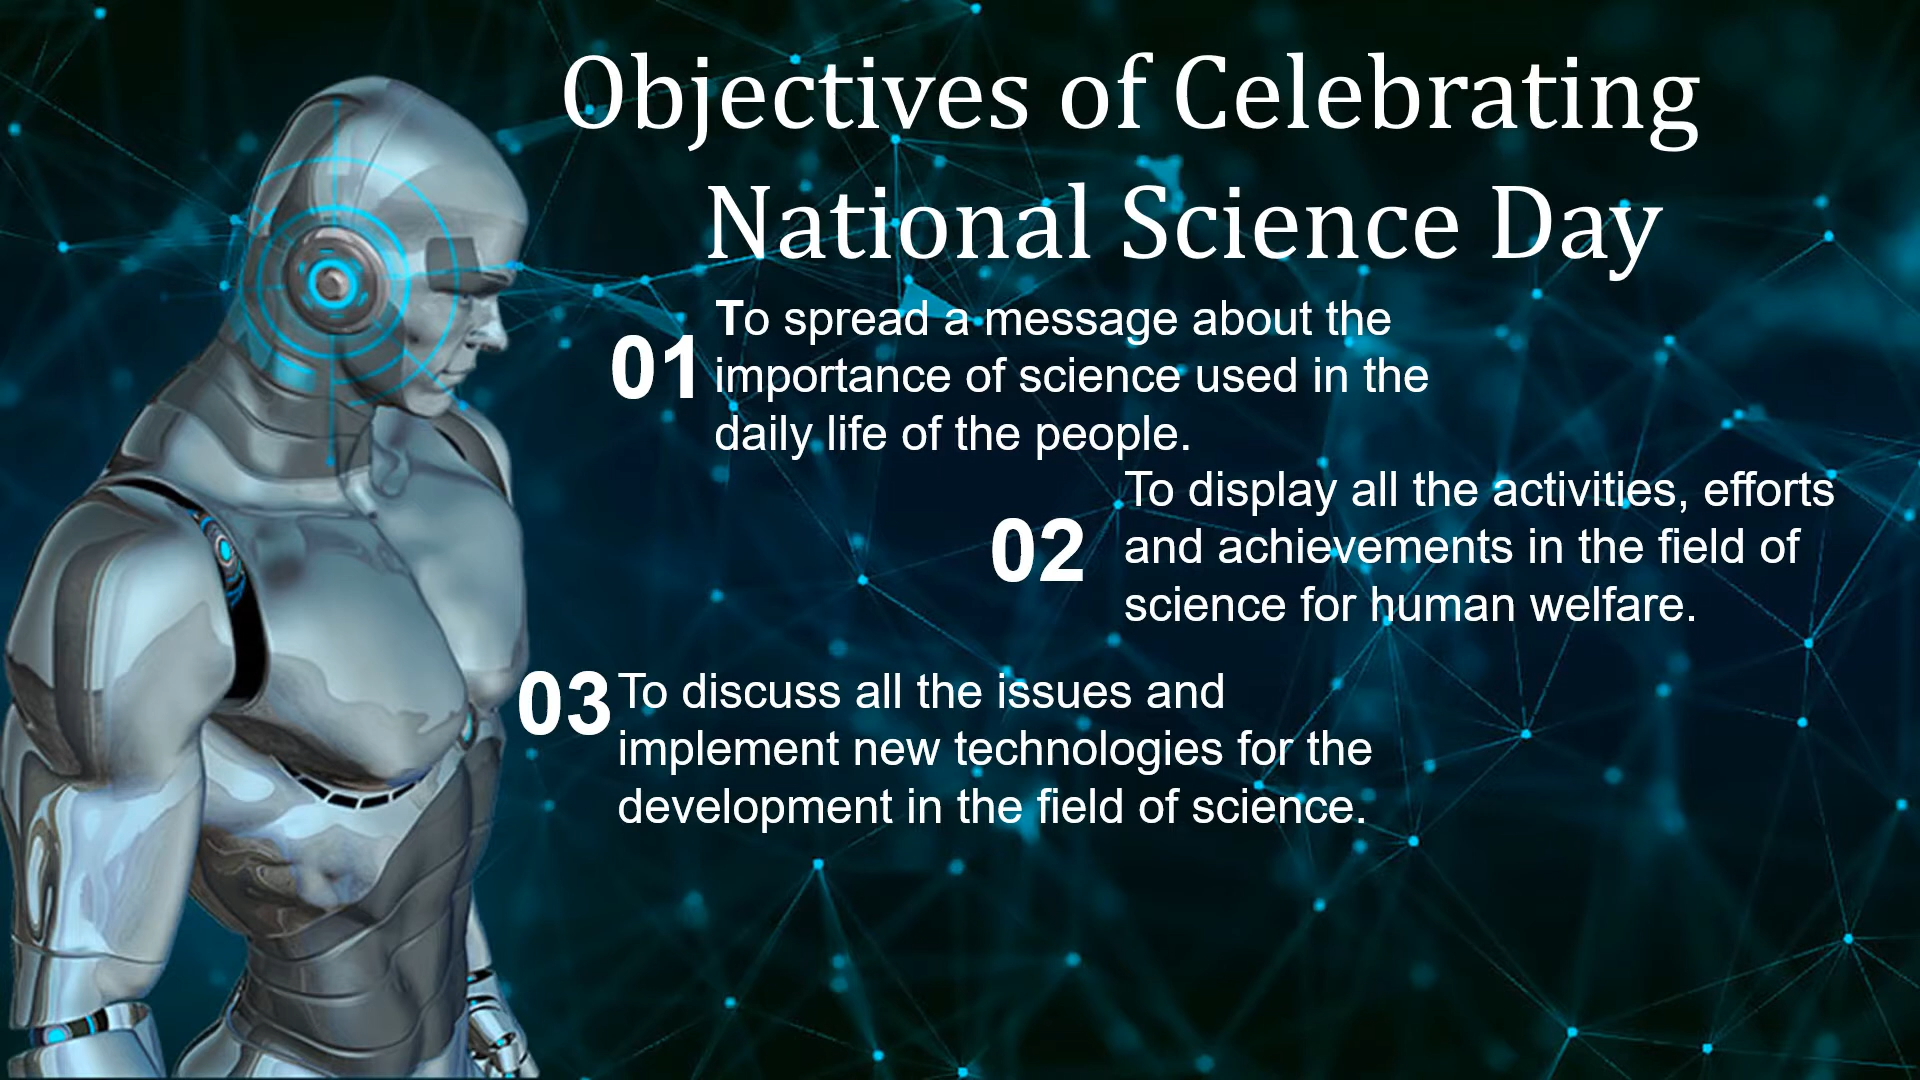 Objectives of Celebrating
National Science Day
01
To spread a message about the
importance of science used in the
daily life of the people.
02
To display all the activities, efforts
and achievements in the field of
science for human welfare.
03
To discuss all the issues and
implement new technologies for the
development in the field of science.